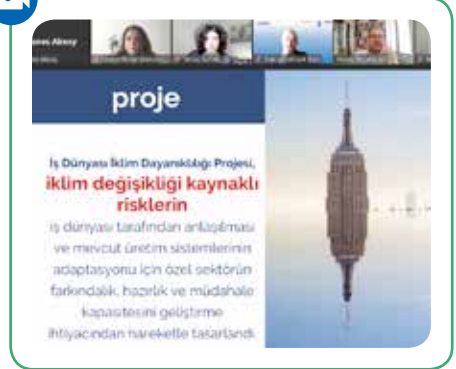 proje
İş Dünyası İklim Dayanıklılığı Projesi,
iklim değişikliği kaynaklı
risklerin
iş dünyası tarafından anlaşılması
ve mevcut üretim sistemlerinin
adaptasyonu için özel sektörün
farkındalık, hazırlık ve müdahale
kapasitesini geliştirme
ihtiyacından hareketle tasarlandı.